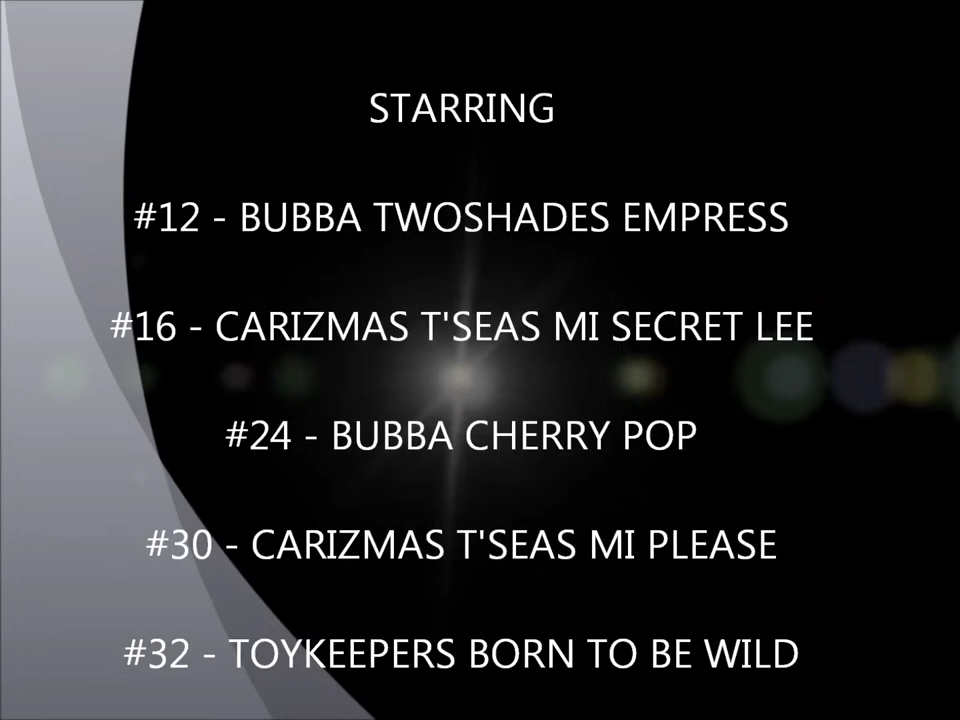 STARRING
#12 - BUBBA TWOSHADES EMPRESS
#16 - CARIZMAS T'SEAS MI SECRET LEE
#24 - BUBBA CHERRY POP
#30 - CARIZMAS T'SEAS MI PLEASE
#32 - TOYKEEPERS BORN TO BE WILD